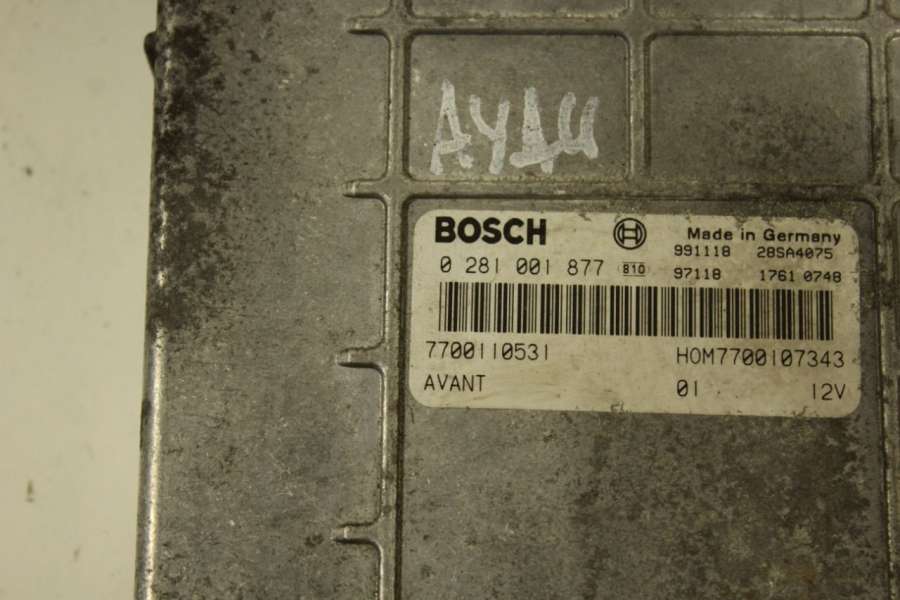 АУДИ
BOSCH
Made in Germany
991118 28SA4075
0 281 001 877 810 97118 1761 0748
7700110531 HOM7700107343
AVANT 01 12V